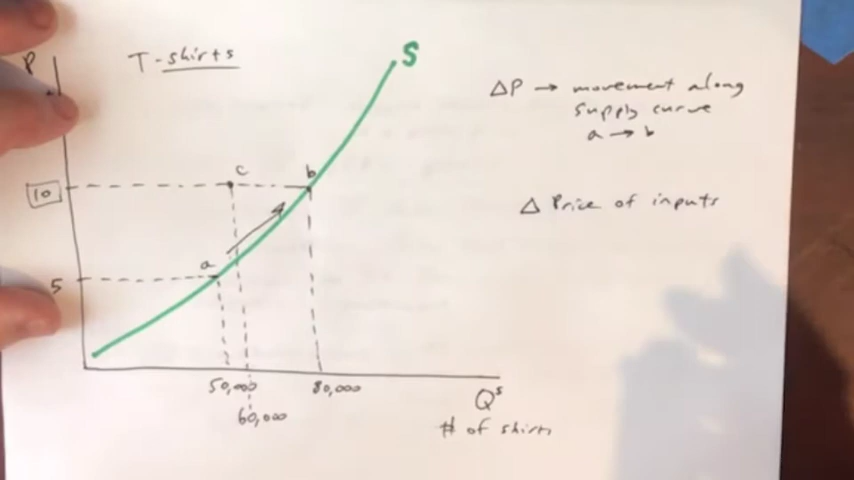 P
T-shirts
S
ΔP → movement along
supply curve
a → b
c
b
10
Δ Price of inputs
a
5
50,000
80,000
60,000
Qˢ
# of shirts